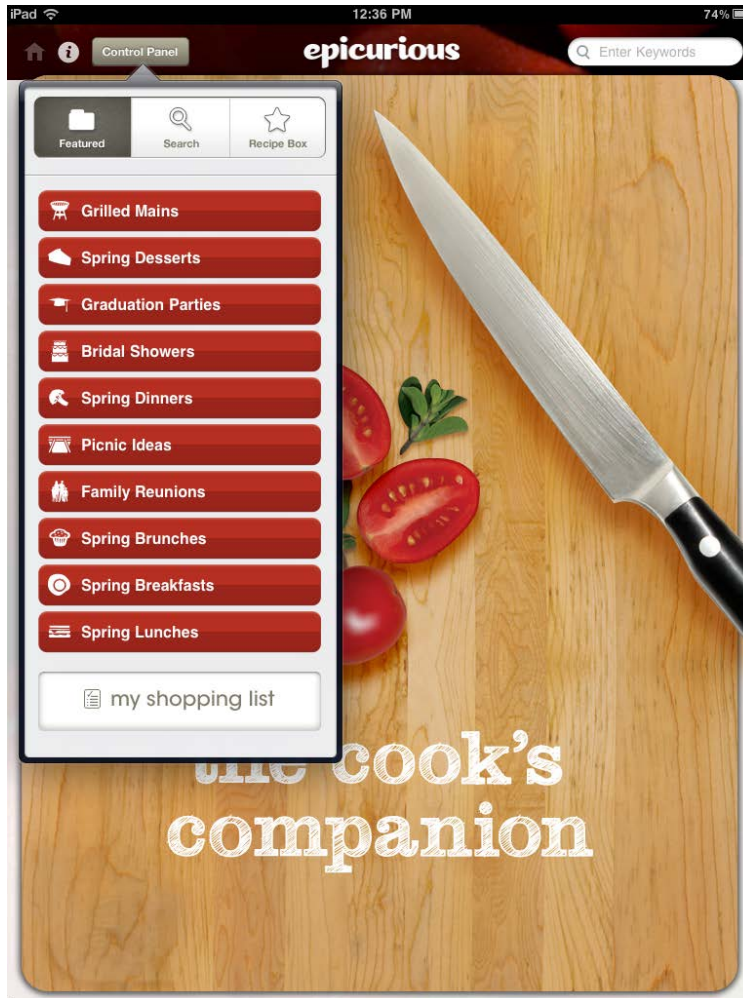 iPad 12:36 PM 74%
Control Panel epicurious Enter Keywords
Featured Search Recipe Box
Grilled Mains
Spring Desserts
Graduation Parties
Bridal Showers
Spring Dinners
Picnic Ideas
Family Reunions
Spring Brunches
Spring Breakfasts
Spring Lunches
my shopping list
the cook's
companion